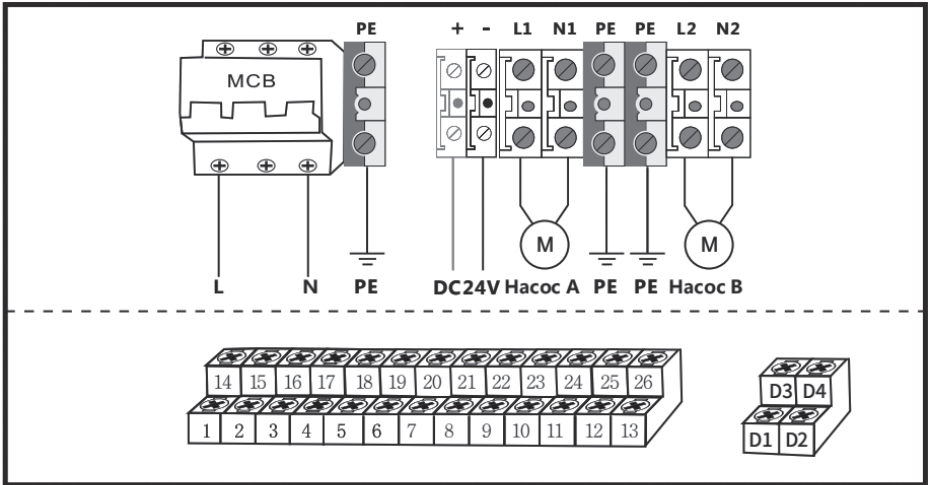 PE + - L1 N1 PE PE L2 N2
MCB
M M
L N PE DC24V Насос А PE PE Насос В
14 15 16 17 18 19 20 21 22 23 24 25 26
1 2 3 4 5 6 7 8 9 10 11 12 13
D3 D4
D1 D2